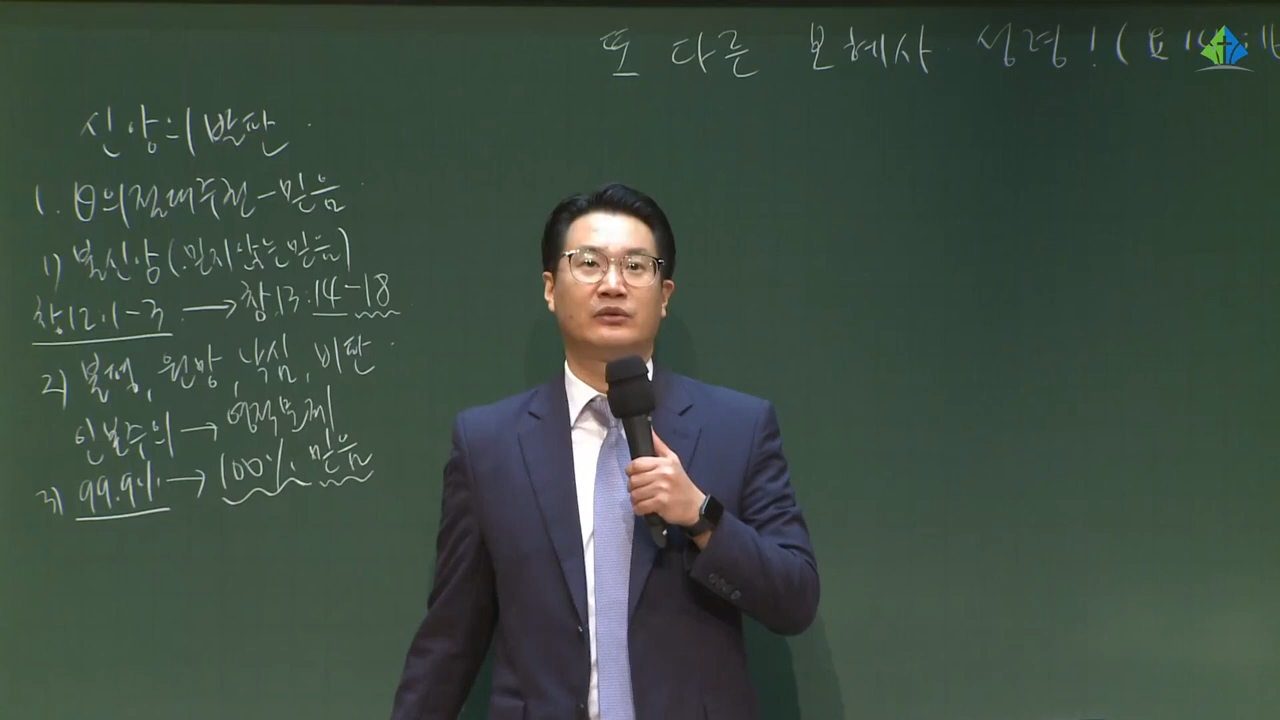 또 다른 보혜사 성령! (요 14:16
신앙의 발판
1. θ의 절대주권-믿음
1) 불신앙(믿지 않는 믿음)
창12:1-3 → 창13:14-18
2) 불평, 원망, 낙심, 비판
인본주의 → 영적문제
3) 99.9% → 100% 믿음